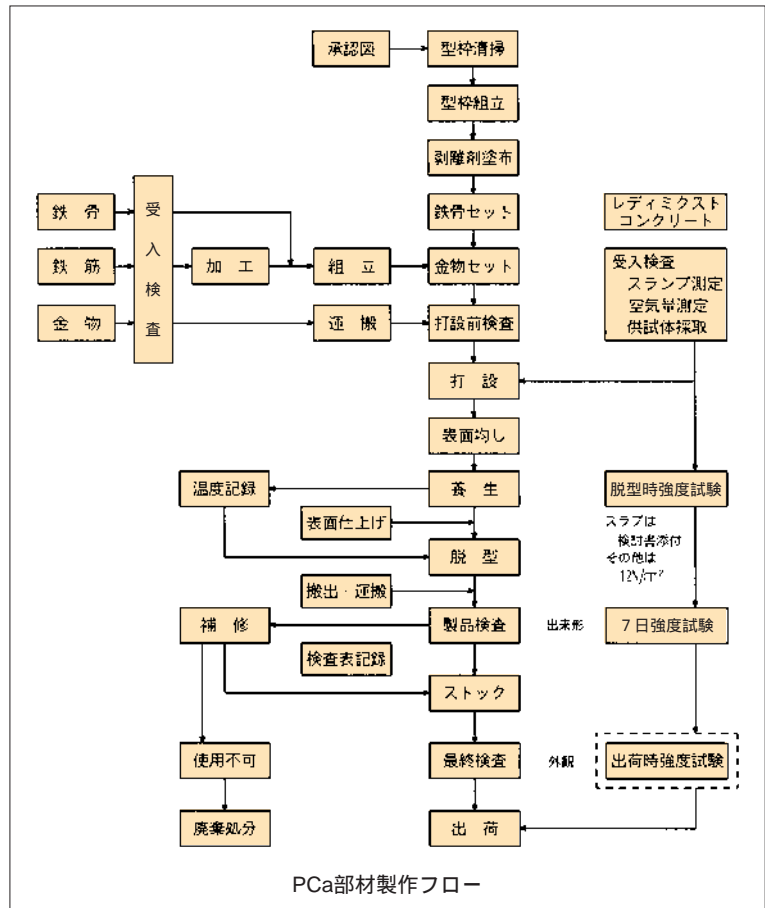 承認図
型枠清掃
型枠組立
剥離剤塗布
鉄骨
受入検査
鉄骨セット
レディミクスト
コンクリート
鉄筋
加工
組立
金物セット
受入検査
スランプ測定
空気量測定
供試体採取
金物
運搬
打設前検査
打設
表面均し
温度記録
養生
脱型時強度試験
表面仕上げ
スラブは
検討書添付
その他は
脱型
搬出・運搬
補修
製品検査
出来形
7日強度試験
検査表記録
ストック
使用不可
最終検査
外観
出荷時強度試験
廃棄処分
出荷
PCa部材製作フロー